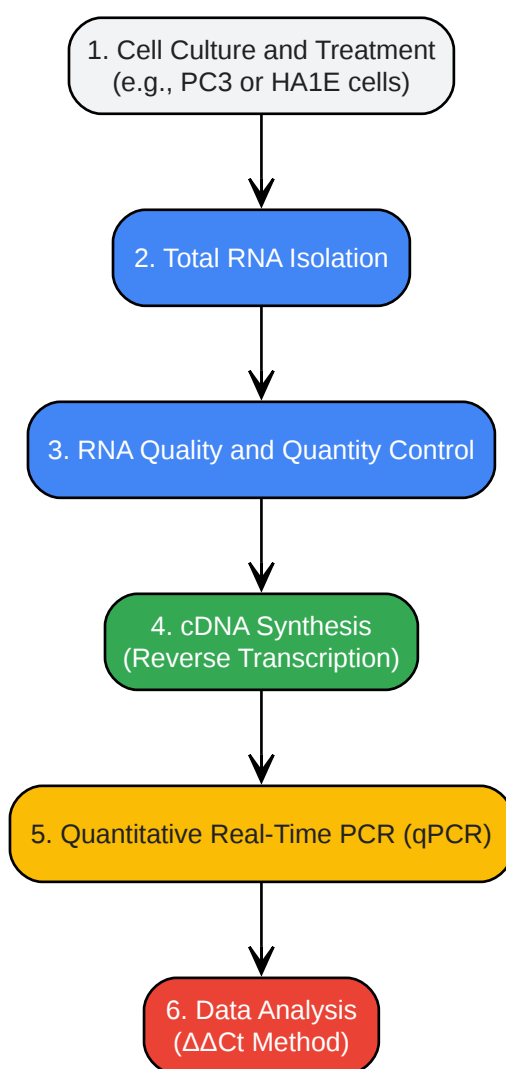 1. Cell Culture and Treatment
(e.g., PC3 or HA1E cells)
2. Total RNA Isolation
3. RNA Quality and Quantity Control
4. cDNA Synthesis
(Reverse Transcription)
5. Quantitative Real-Time PCR (qPCR)
6. Data Analysis
(ΔΔCt Method)